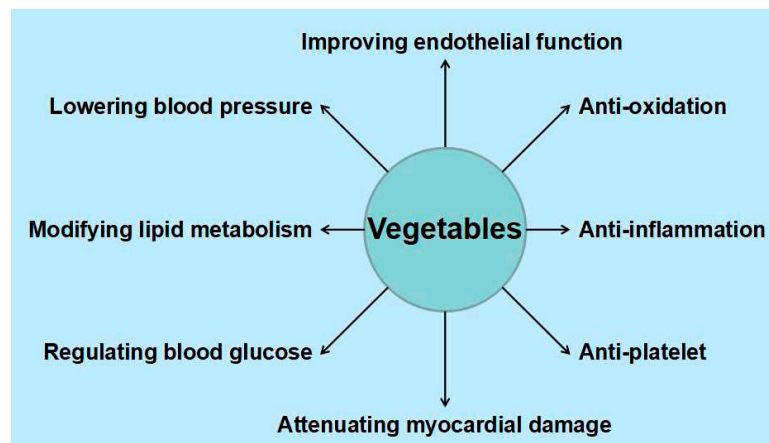 Improving endothelial function
Lowering blood pressure
Anti-oxidation
Modifying lipid metabolism
Vegetables
Anti-inflammation
Regulating blood glucose
Anti-platelet
Attenuating myocardial damage